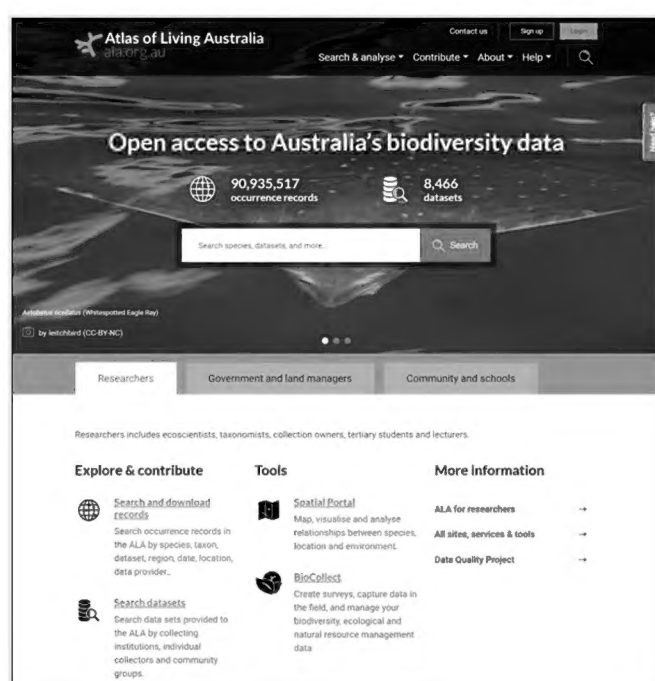 Atlas of Living Australia
ala.org.au
Contact us
Sign up
Login
Search & analyse
Contribute
About
Help
Need help?
Open access to Australia's biodiversity data
90,935,517
occurrence records
8,466
datasets
Search species, datasets, and more...
Search
Aetobatus ocellatus (Whitespotted Eagle Ray)
by leitchbird (CC-BY-NC)
Researchers
Government and land managers
Community and schools
Researchers includes ecoscientists, taxonomists, collection owners, tertiary students and lecturers.
Explore & contribute
Search and download
records
Search occurrence records in
the ALA by species, taxon,
dataset, region, date, location,
data provider..
Search datasets
Search data sets provided to
the ALA by collecting
institutions, individual
collectors and community
groups.
Tools
Spatial Portal
Map, visualise and analyse
relationships between species,
location and environment.
BioCollect
Create surveys, capture data in
the field, and manage your
biodiversity, ecological and
natural resource management
data
More information
ALA for researchers →
All sites, services & tools →
Data Quality Project →